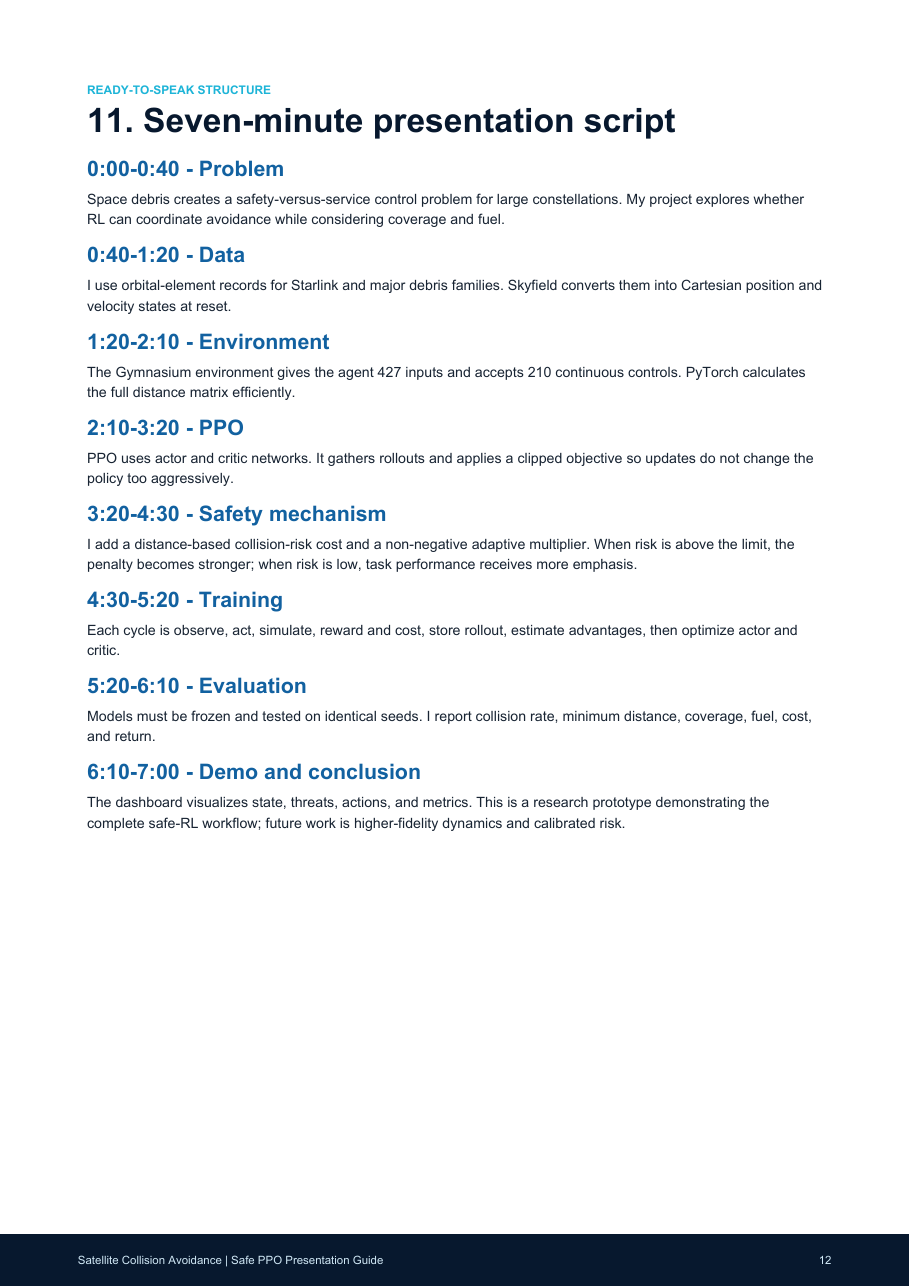 READY-TO-SPEAK STRUCTURE
11. Seven-minute presentation script
0:00-0:40 - Problem
Space debris creates a safety-versus-service control problem for large constellations. My project explores whether
RL can coordinate avoidance while considering coverage and fuel.
0:40-1:20 - Data
I use orbital-element records for Starlink and major debris families. Skyfield converts them into Cartesian position and
velocity states at reset.
1:20-2:10 - Environment
The Gymnasium environment gives the agent 427 inputs and accepts 210 continuous controls. PyTorch calculates
the full distance matrix efficiently.
2:10-3:20 - PPO
PPO uses actor and critic networks. It gathers rollouts and applies a clipped objective so updates do not change the
policy too aggressively.
3:20-4:30 - Safety mechanism
I add a distance-based collision-risk cost and a non-negative adaptive multiplier. When risk is above the limit, the
penalty becomes stronger; when risk is low, task performance receives more emphasis.
4:30-5:20 - Training
Each cycle is observe, act, simulate, reward and cost, store rollout, estimate advantages, then optimize actor and
critic.
5:20-6:10 - Evaluation
Models must be frozen and tested on identical seeds. I report collision rate, minimum distance, coverage, fuel, cost,
and return.
6:10-7:00 - Demo and conclusion
The dashboard visualizes state, threats, actions, and metrics. This is a research prototype demonstrating the
complete safe-RL workflow; future work is higher-fidelity dynamics and calibrated risk.
Satellite Collision Avoidance | Safe PPO Presentation Guide
12